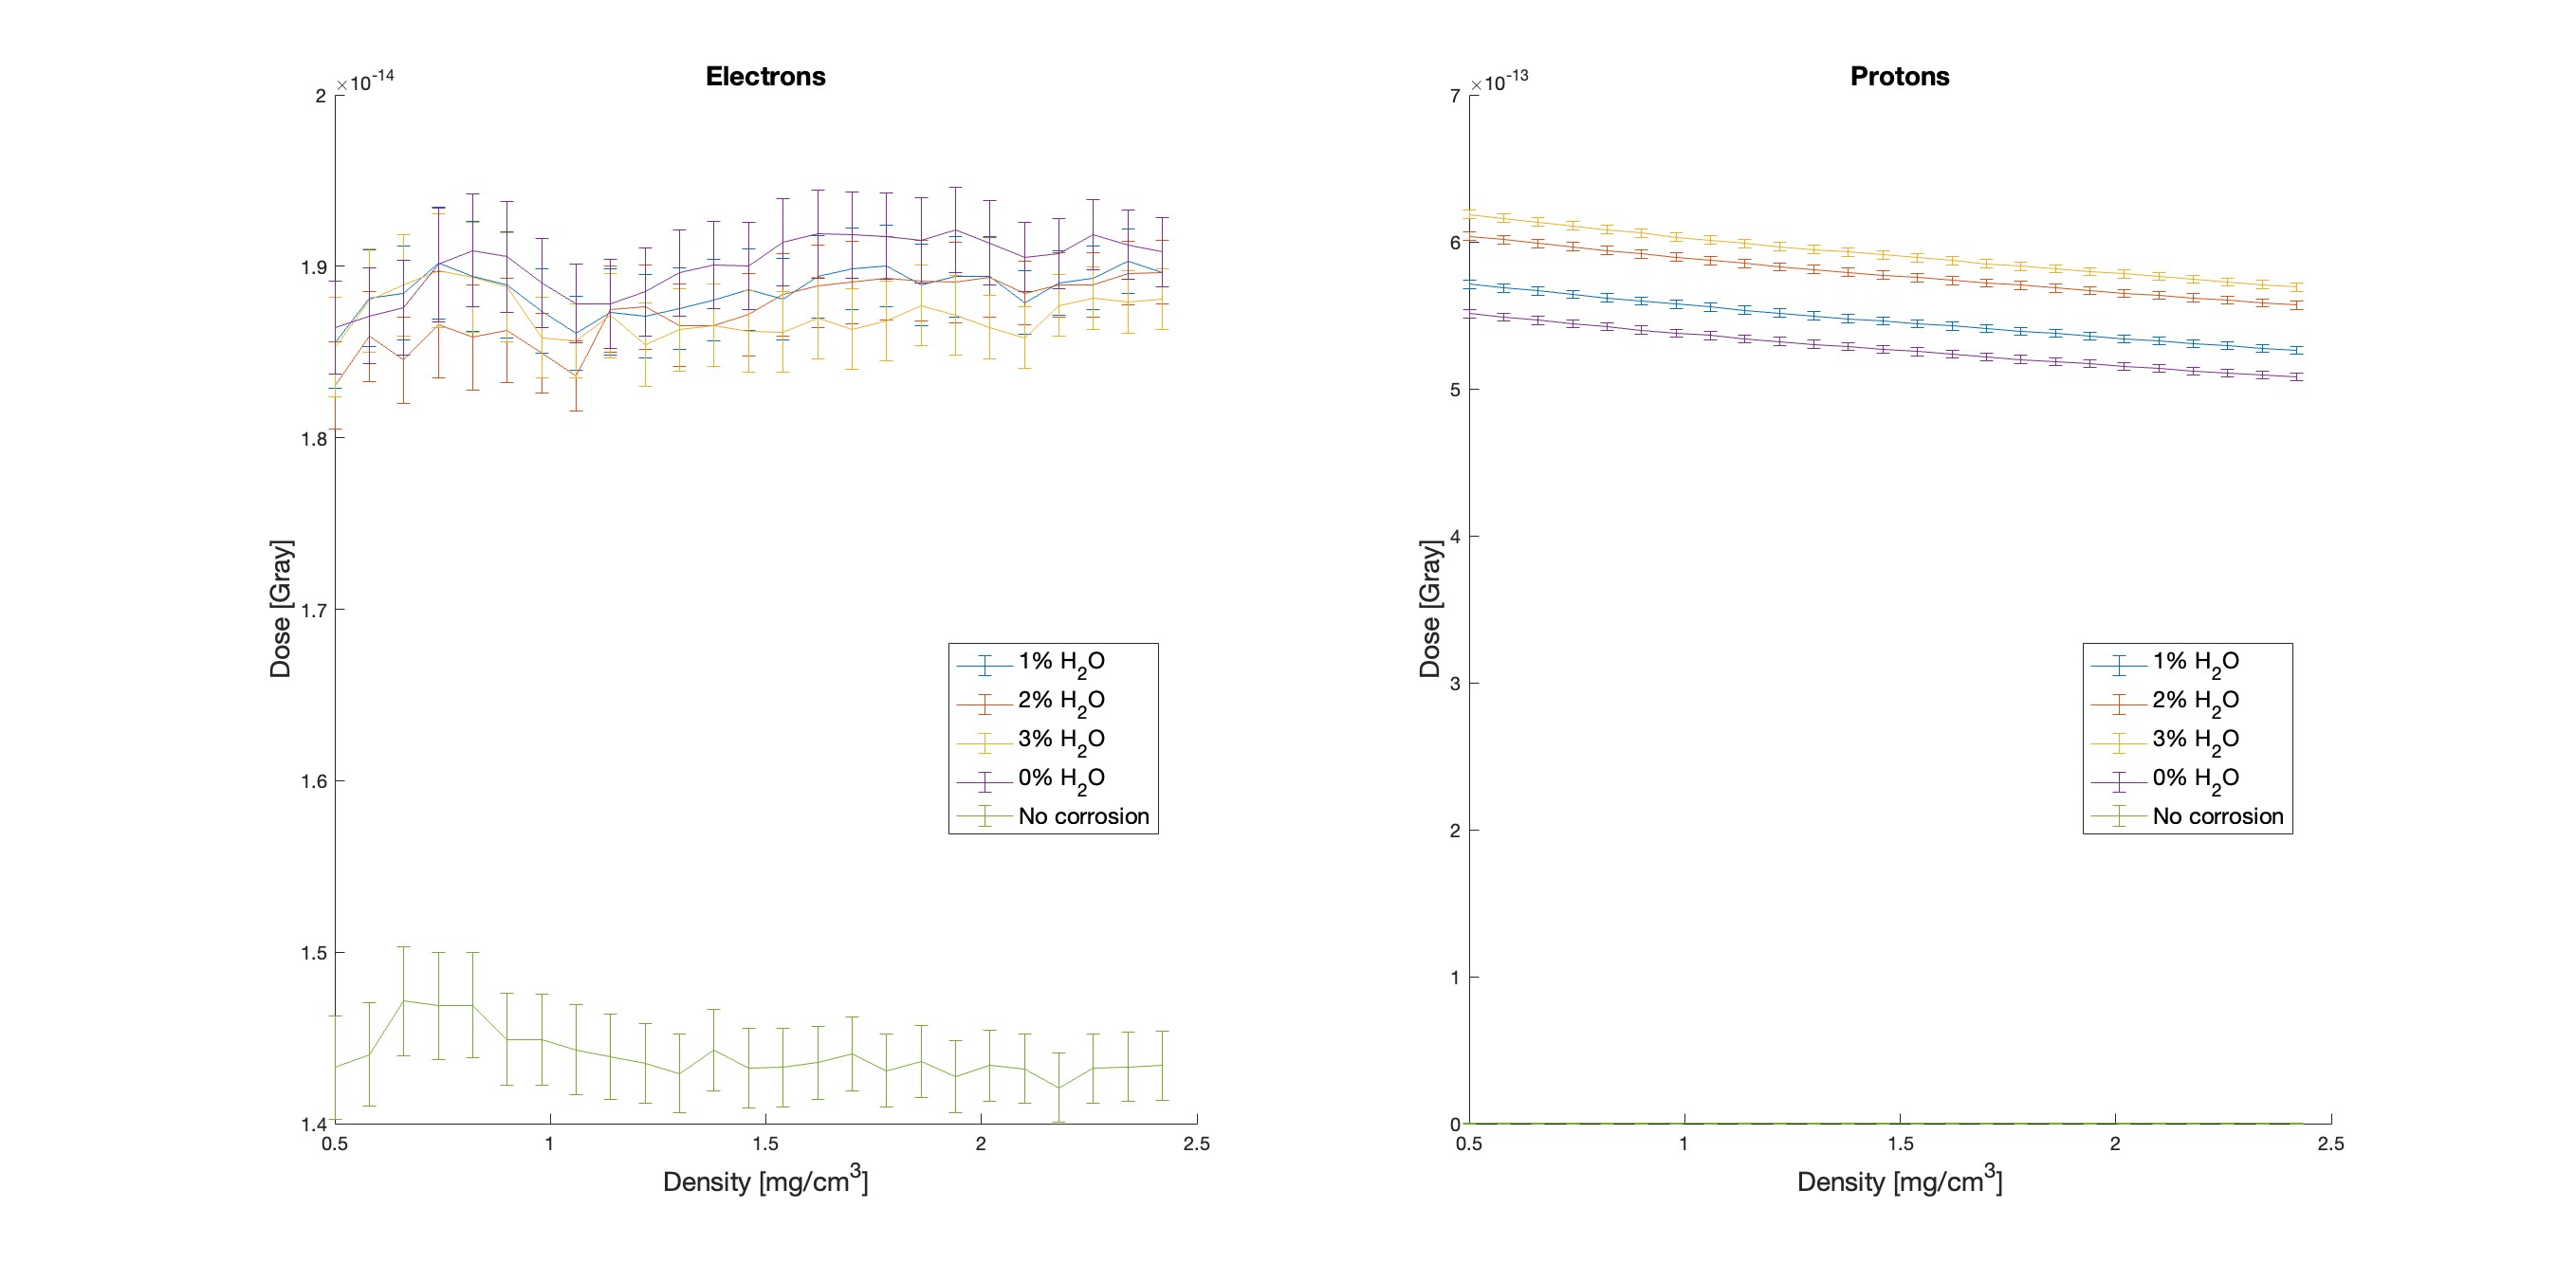 Electrons
×10-14
2
1.9
1.8
1.7
1.6
1.5
1.4
Dose [Gray]
0.5 1 1.5 2 2.5
Density [mg/cm3]
1% H2O
2% H2O
3% H2O
0% H2O
No corrosion
Protons
×10-13
7
6
5
4
3
2
1
0
Dose [Gray]
0.5 1 1.5 2 2.5
Density [mg/cm3]
1% H2O
2% H2O
3% H2O
0% H2O
No corrosion